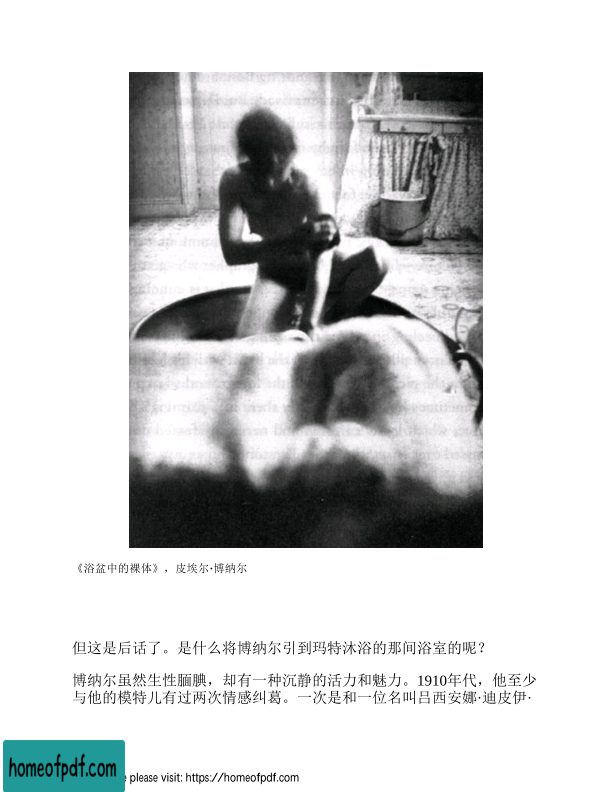 《浴盆中的裸体》，皮埃尔·博纳尔
但这是后话了。是什么将博纳尔引到玛特沐浴的那间浴室的呢？
博纳尔虽然生性腼腆，却有一种沉静的活力和魅力。1910年代，他至少
与他的模特儿有过两次情感纠葛。一次是和一位名叫吕西安娜·迪皮伊·
homeofpdf.com
e please visit: https://homeofpdf.com